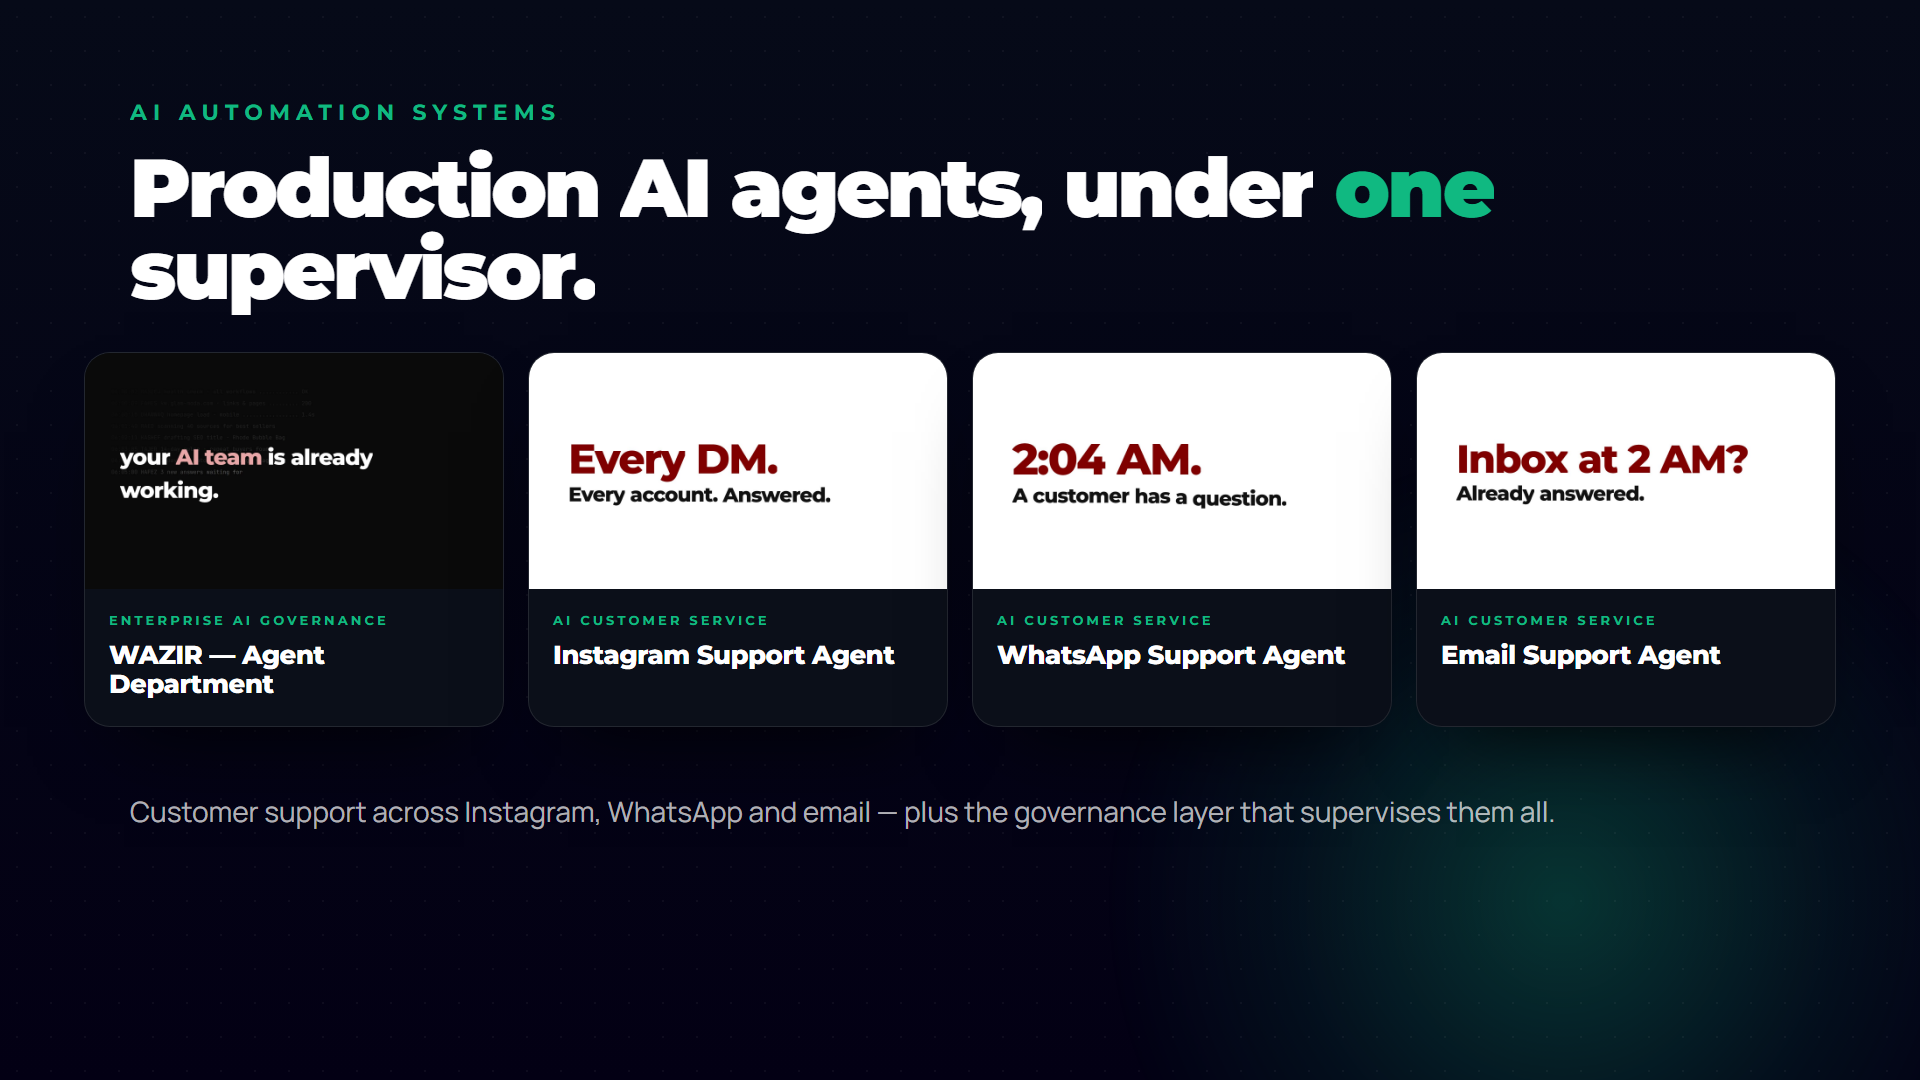 AI AUTOMATION SYSTEMS
Production AI agents, under one
supervisor.
your AI team is already
working.
ENTERPRISE AI GOVERNANCE
WAZIR — Agent
Department
Every DM.
Every account. Answered.
AI CUSTOMER SERVICE
Instagram Support Agent
2:04 AM.
A customer has a question.
AI CUSTOMER SERVICE
WhatsApp Support Agent
Inbox at 2 AM?
Already answered.
AI CUSTOMER SERVICE
Email Support Agent
Customer support across Instagram, WhatsApp and email — plus the governance layer that supervises them all.